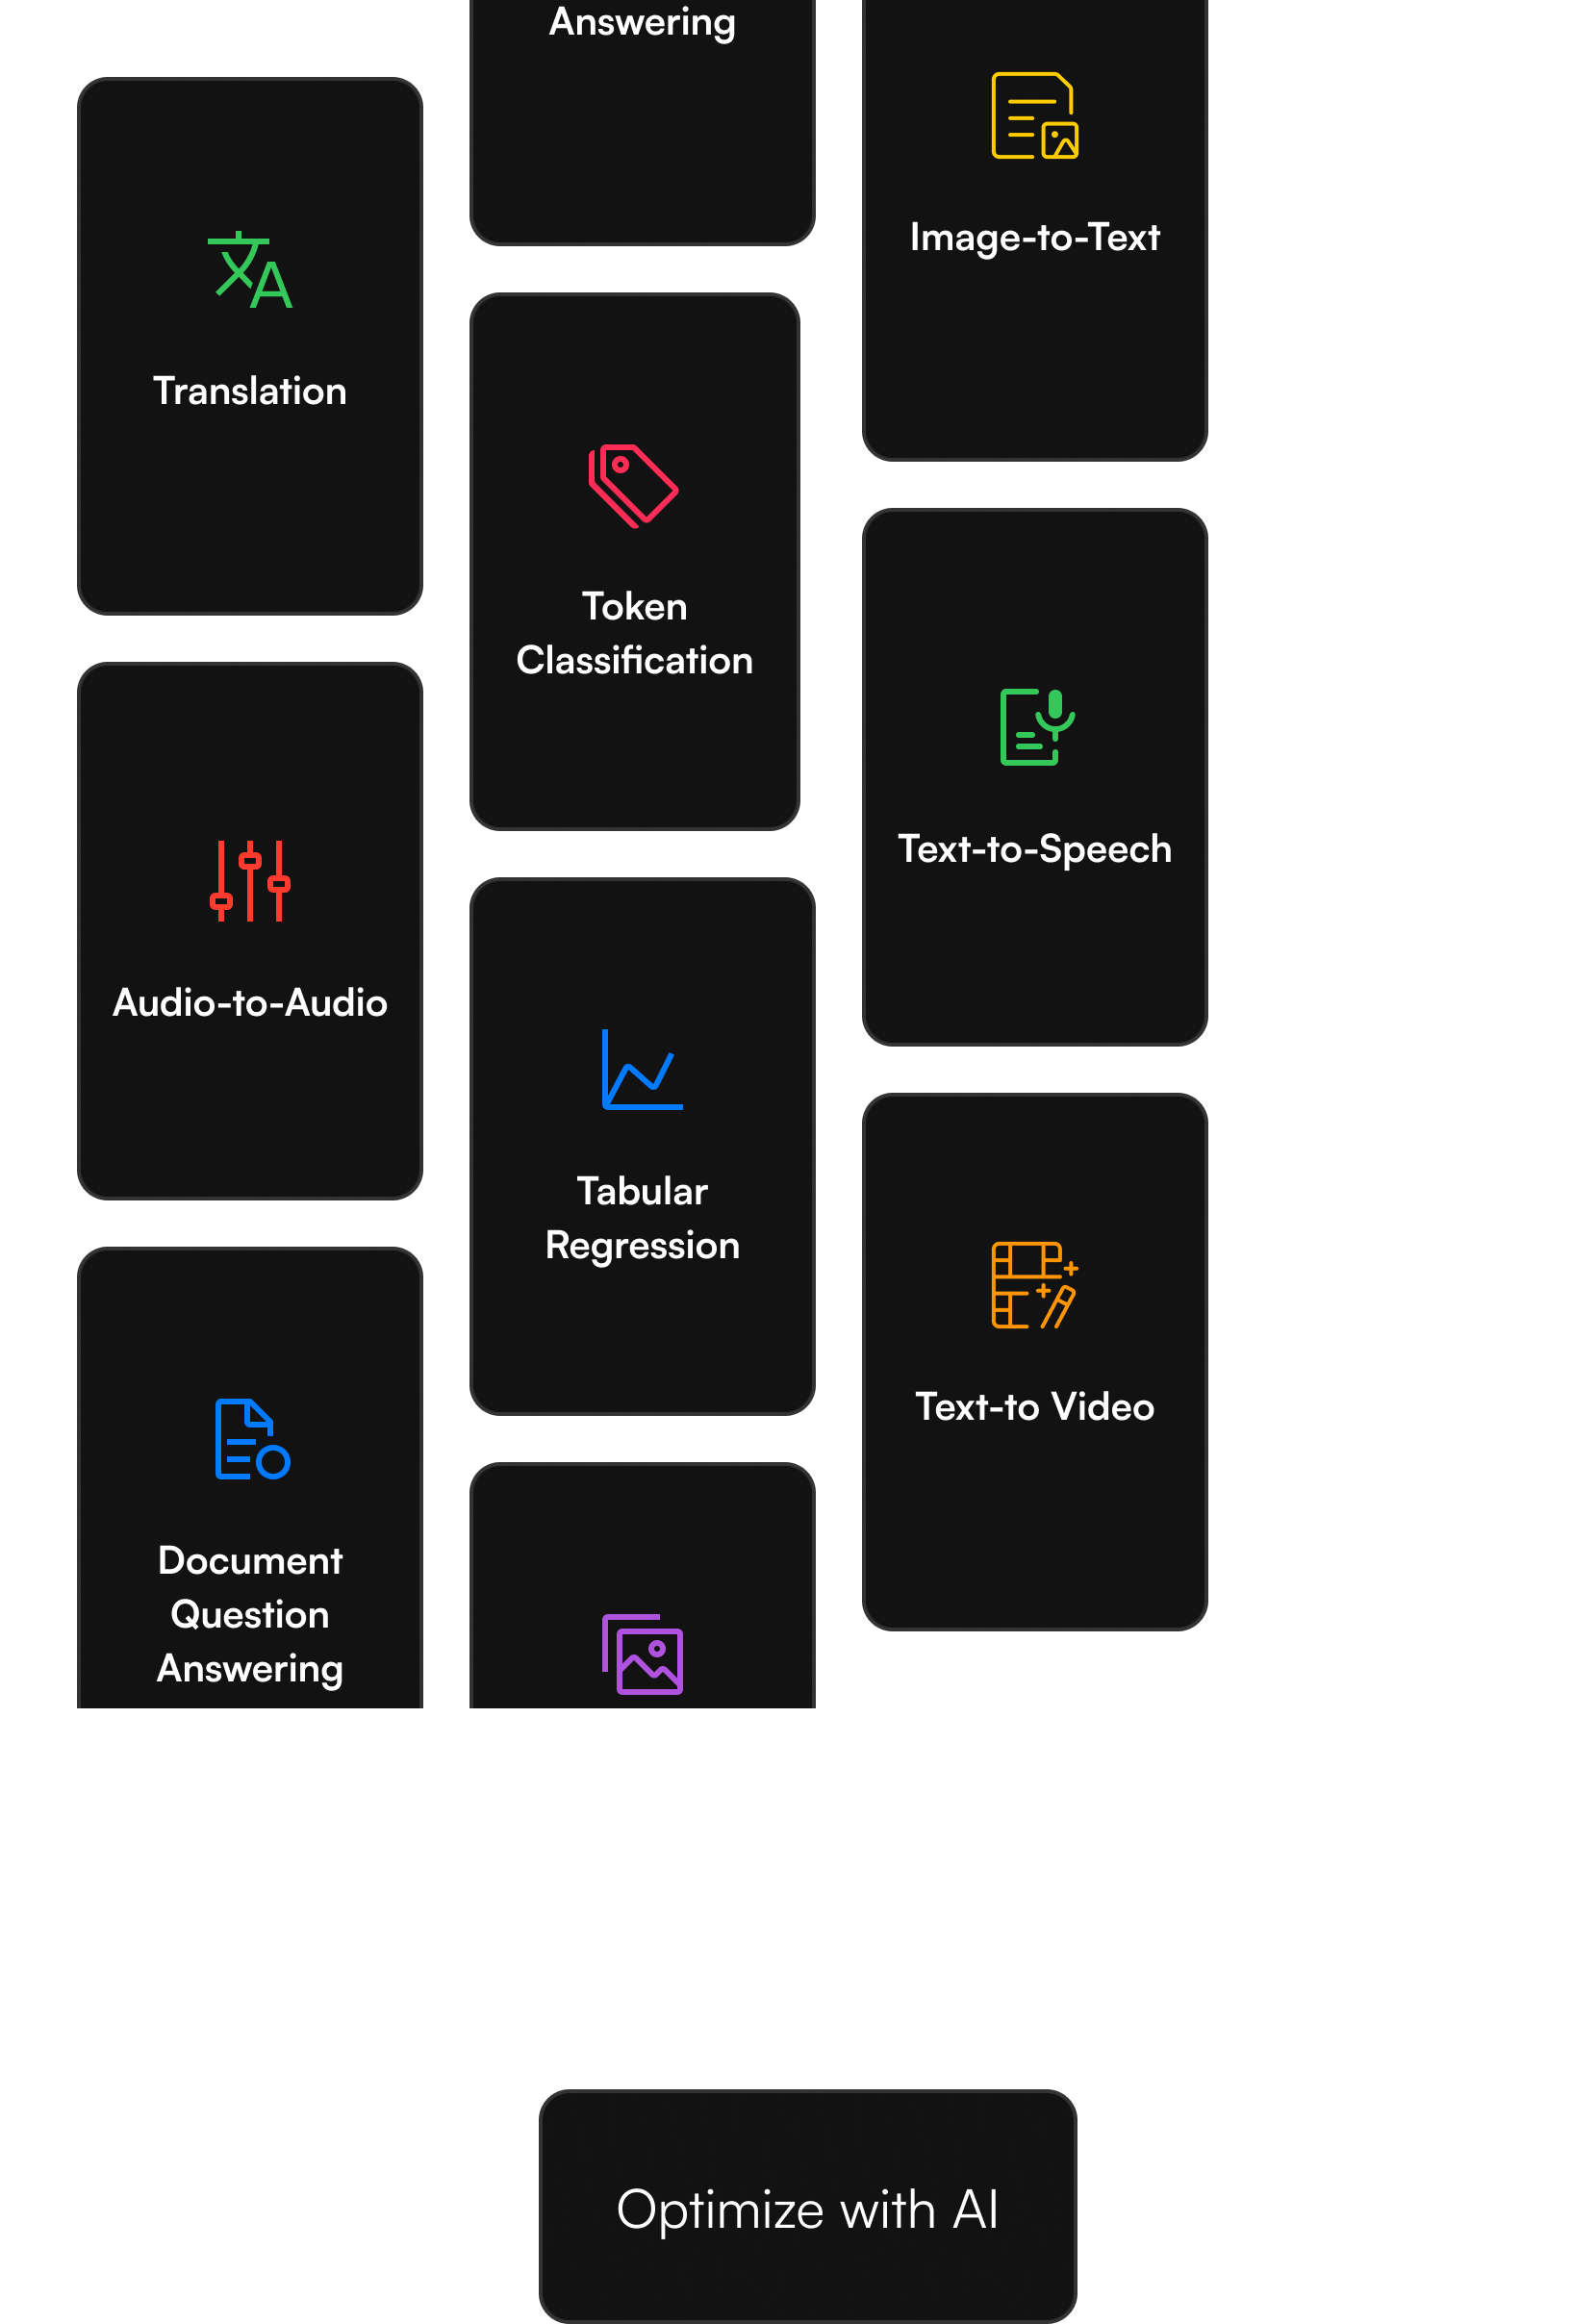 Translation
Audio-to-Audio
Document
Question
Answering
Answering
Token
Classification
Tabular
Regression
Image-to-Text
Text-to-Speech
Text-to Video
Optimize with AI